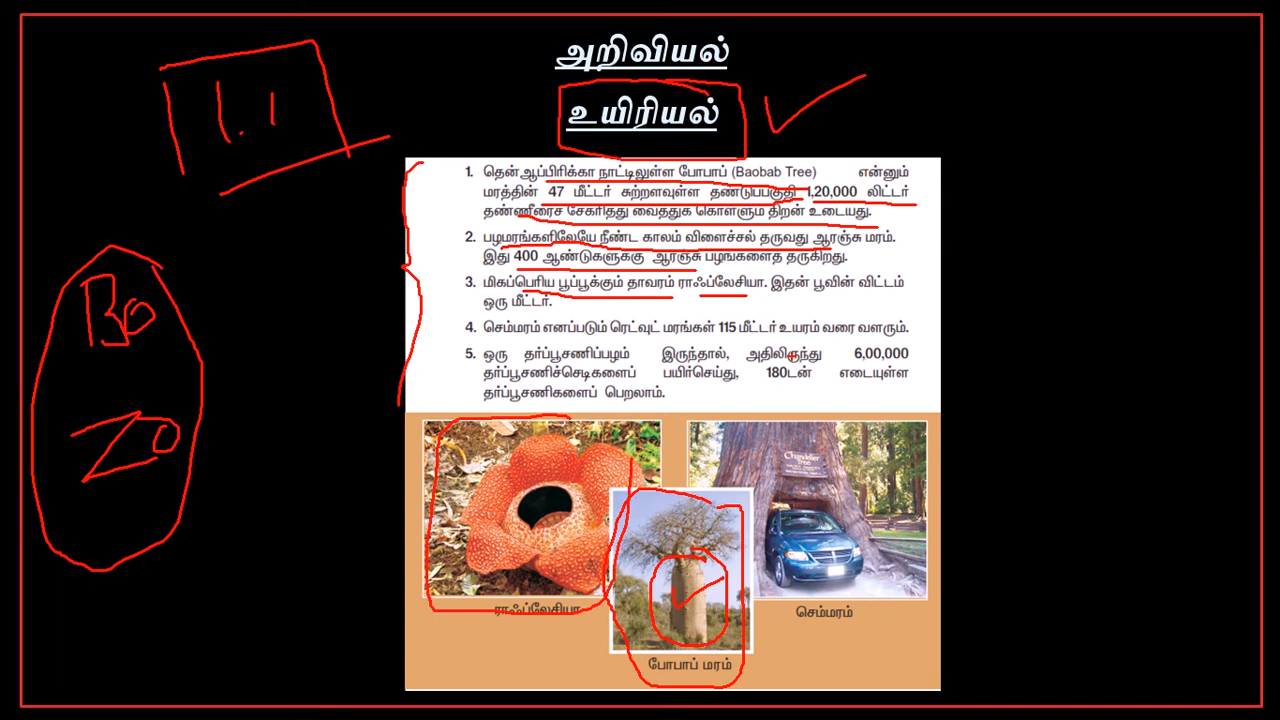 அறிவியல்
உயிரியல்
1.1
Bo
Zo
1. தென்ஆப்பிரிக்கா நாட்டிலுள்ள போபாப் (Baobab Tree) என்னும்
மரத்தின் 47 மீட்டர் சுற்றளவுள்ள தண்டுப்பகுதி 1,20,000 லிட்டர்
தண்ணீரைச் சேகரித்து வைத்துக் கொள்ளும் திறன் உடையது.
2. பழமரங்களிலேயே நீண்ட காலம் விளைச்சல் தருவது ஆரஞ்சு மரம்.
இது 400 ஆண்டுகளுக்கு ஆரஞ்சு பழங்களைத் தருகிறது.
3. மிகப்பெரிய பூப்பூக்கும் தாவரம் ராஃப்லேசியா. இதன் பூவின் விட்டம்
ஒரு மீட்டர்.
4. செம்மரம் எனப்படும் ரெட்வுட் மரங்கள் 115 மீட்டர் உயரம் வரை வளரும்.
5. ஒரு தர்ப்பூசணிப்பழம் இருந்தால், அதிலிருந்து 6,00,000
தர்ப்பூசணிச்செடிகளைப் பயிர்செய்து, 180டன் எடையுள்ள
தர்ப்பூசணிகளைப் பெறலாம்.
Chandelier
Tree
ராஃப்லேசியா
செம்மரம்
போபாப் மரம்